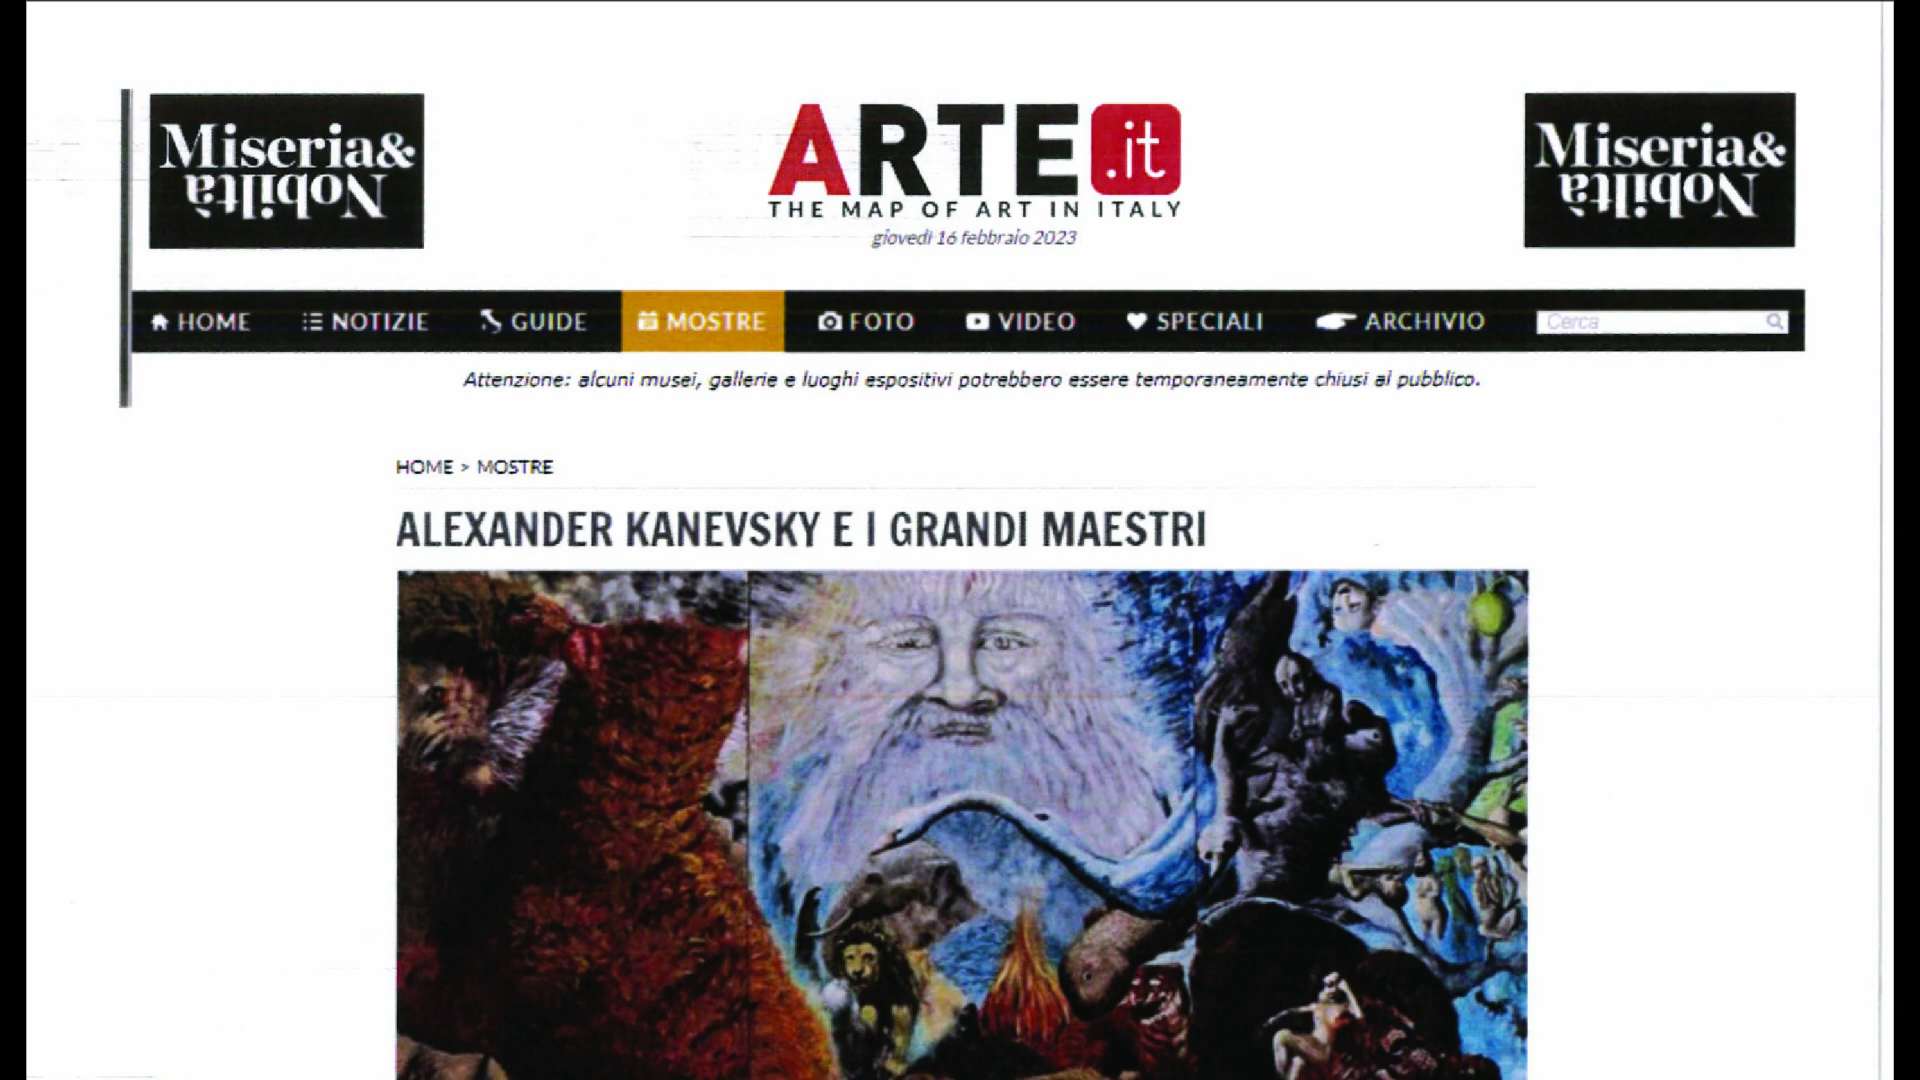 Miseria&
Nobiltà
ARTE.it
THE MAP OF ART IN ITALY
giovedì 16 febbraio 2023
Miseria&
Nobiltà
HOME NOTIZIE GUIDE MOSTRE FOTO VIDEO SPECIALI ARCHIVIO Cerca
Attenzione: alcuni musei, gallerie e luoghi espositivi potrebbero essere temporaneamente chiusi al pubblico.
HOME > MOSTRE
ALEXANDER KANEVSKY E I GRANDI MAESTRI